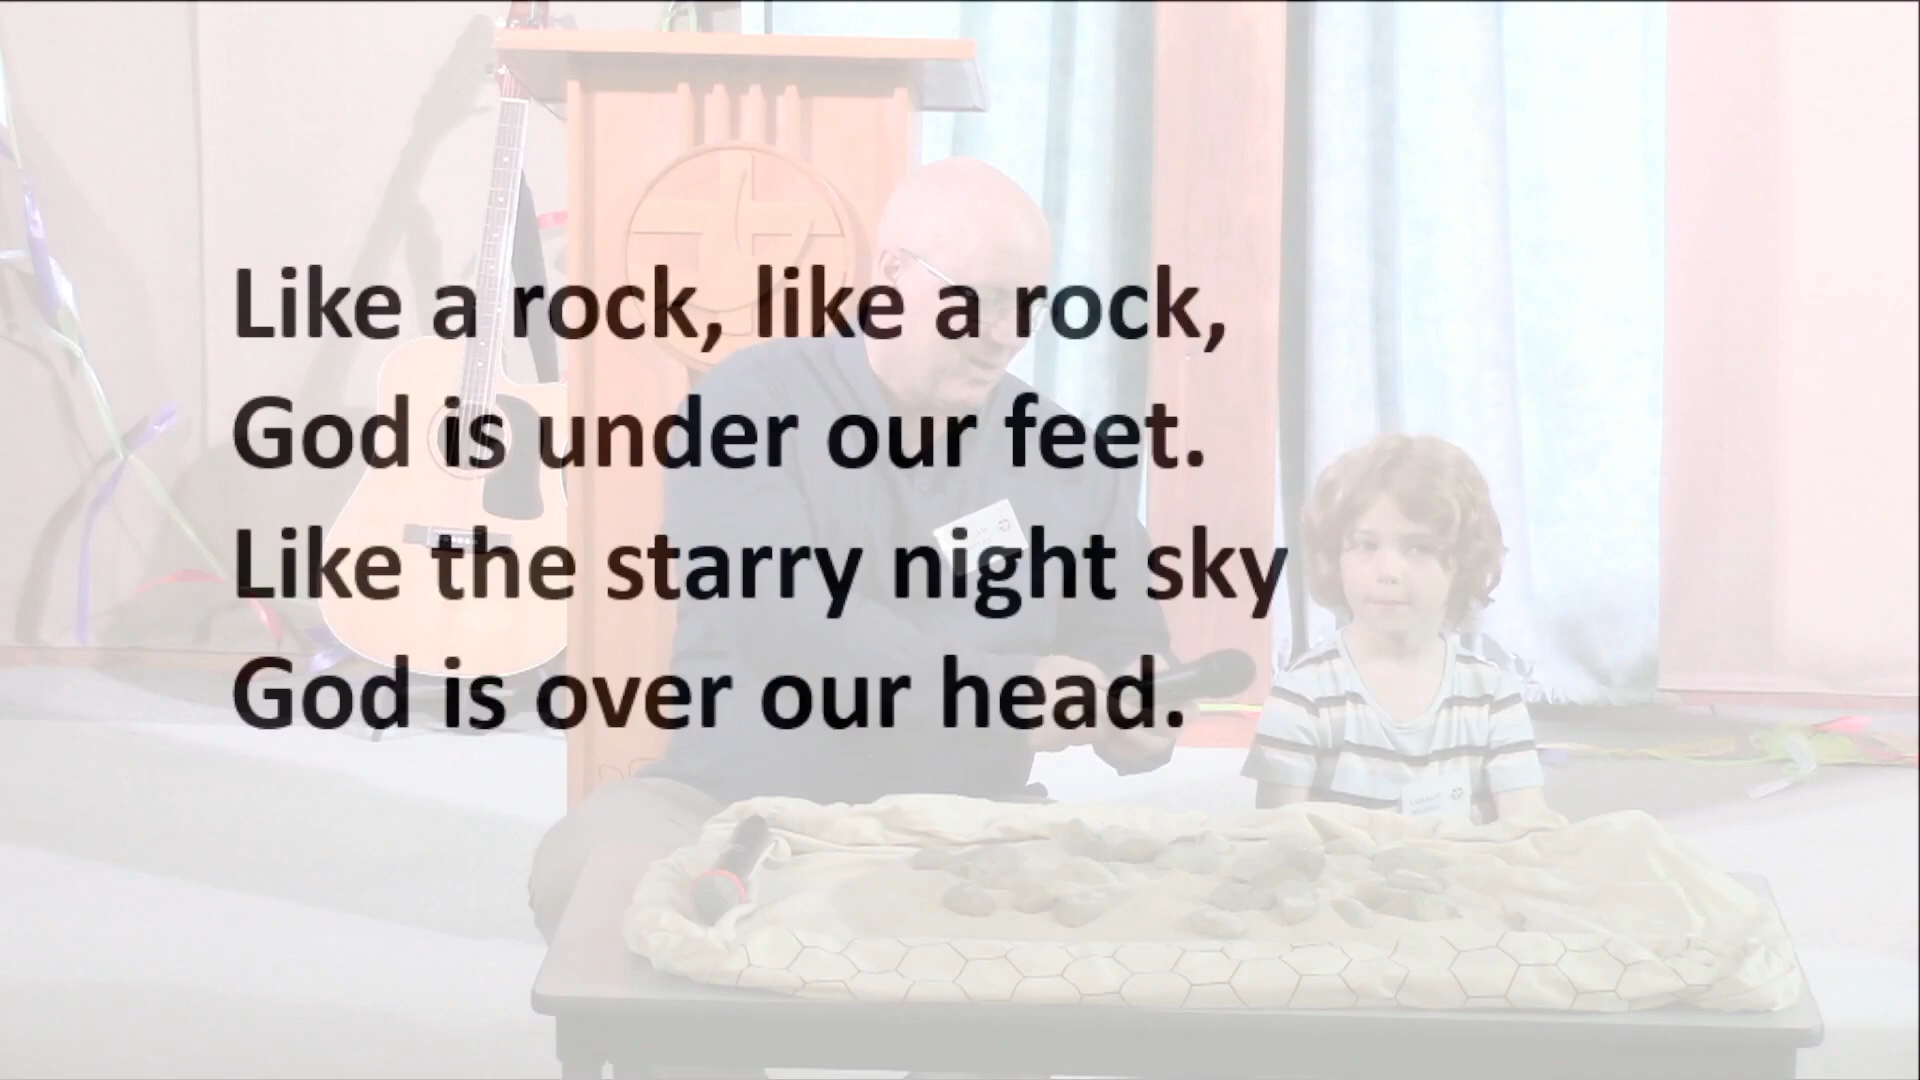 Like a rock, like a rock,
God is under our feet.
Like the starry night sky
God is over our head.